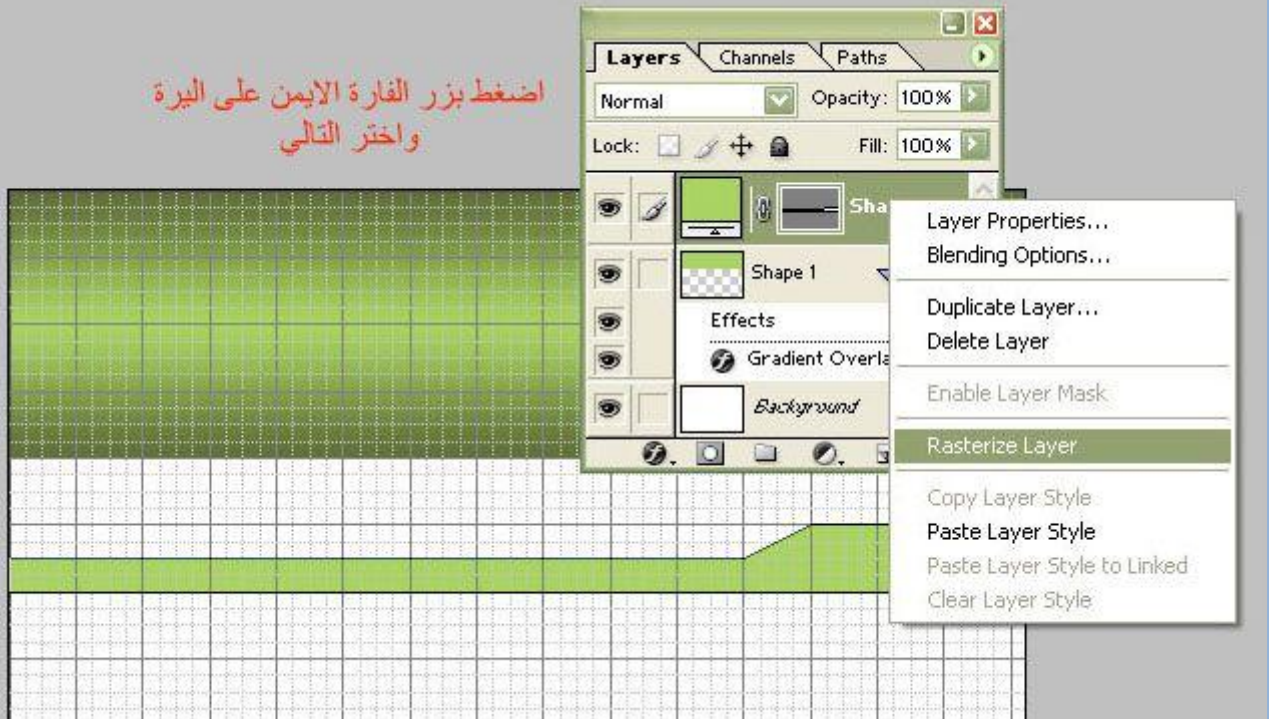 اضغط بزر الفارة الايمن على اليرة
واختر التالي
Layers Channels Paths
Normal Opacity: 100%
Lock: Fill: 100%
Sha
Shape 1
Effects
Gradient Overla
Background
Layer Properties...
Blending Options...
Duplicate Layer...
Delete Layer
Enable Layer Mask
Rasterize Layer
Copy Layer Style
Paste Layer Style
Paste Layer Style to Linked
Clear Layer Style